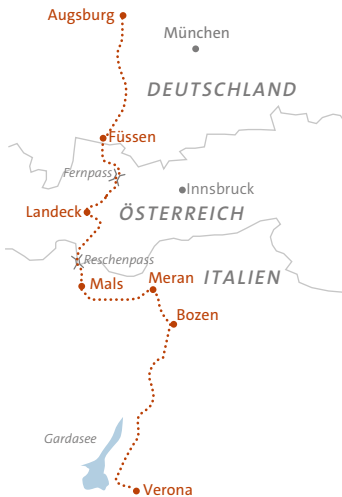 Augsburg
München
DEUTSCHLAND
Füssen
Fernpass
Innsbruck
Landeck
ÖSTERREICH
Reschenpass
Meran
ITALIEN
Mals
Bozen
Gardasee
Verona